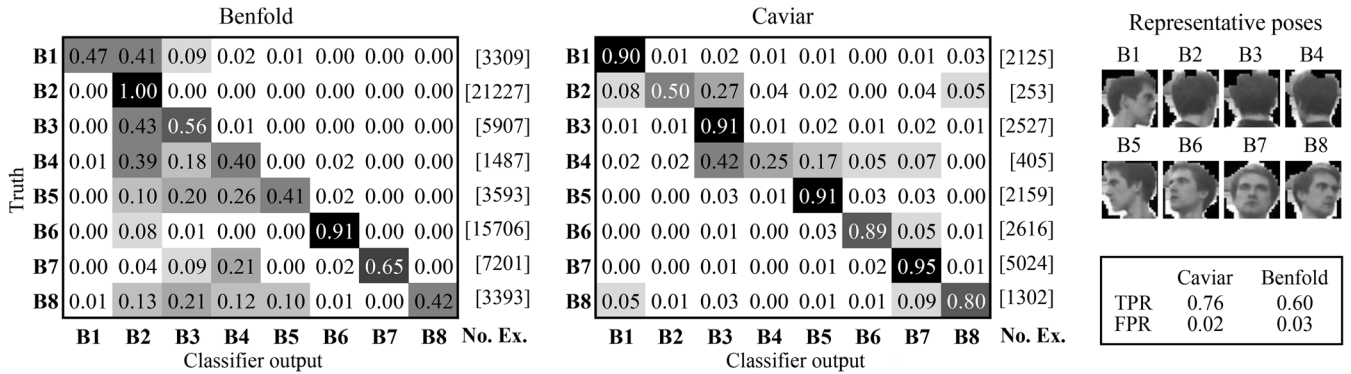 Benfold
B1 0.47 0.41 0.09 0.02 0.01 0.00 0.00 0.00 [3309]
B2 0.00 1.00 0.00 0.00 0.00 0.00 0.00 0.00 [21227]
B3 0.00 0.43 0.56 0.01 0.00 0.00 0.00 0.00 [5907]
B4 0.01 0.39 0.18 0.40 0.00 0.02 0.00 0.00 [1487]
B5 0.00 0.10 0.20 0.26 0.41 0.02 0.00 0.00 [3593]
B6 0.00 0.08 0.01 0.00 0.00 0.91 0.00 0.00 [15706]
B7 0.00 0.04 0.09 0.21 0.00 0.02 0.65 0.00 [7201]
B8 0.01 0.13 0.21 0.12 0.10 0.01 0.00 0.42 [3393]
Truth
B1 B2 B3 B4 B5 B6 B7 B8 No. Ex.
Classifier output
Caviar
B1 0.90 0.01 0.02 0.01 0.01 0.00 0.01 0.03 [2125]
B2 0.08 0.50 0.27 0.04 0.02 0.00 0.04 0.05 [253]
B3 0.01 0.01 0.91 0.01 0.02 0.01 0.02 0.01 [2527]
B4 0.02 0.02 0.42 0.25 0.17 0.05 0.07 0.00 [405]
B5 0.00 0.00 0.03 0.01 0.91 0.03 0.03 0.00 [2159]
B6 0.00 0.00 0.01 0.00 0.03 0.89 0.05 0.01 [2616]
B7 0.00 0.00 0.01 0.00 0.01 0.02 0.95 0.01 [5024]
B8 0.05 0.01 0.03 0.00 0.01 0.01 0.09 0.80 [1302]
B1 B2 B3 B4 B5 B6 B7 B8 No. Ex.
Classifier output
Representative poses
B1 B2 B3 B4
B5 B6 B7 B8
Caviar Benfold
TPR 0.76 0.60
FPR 0.02 0.03